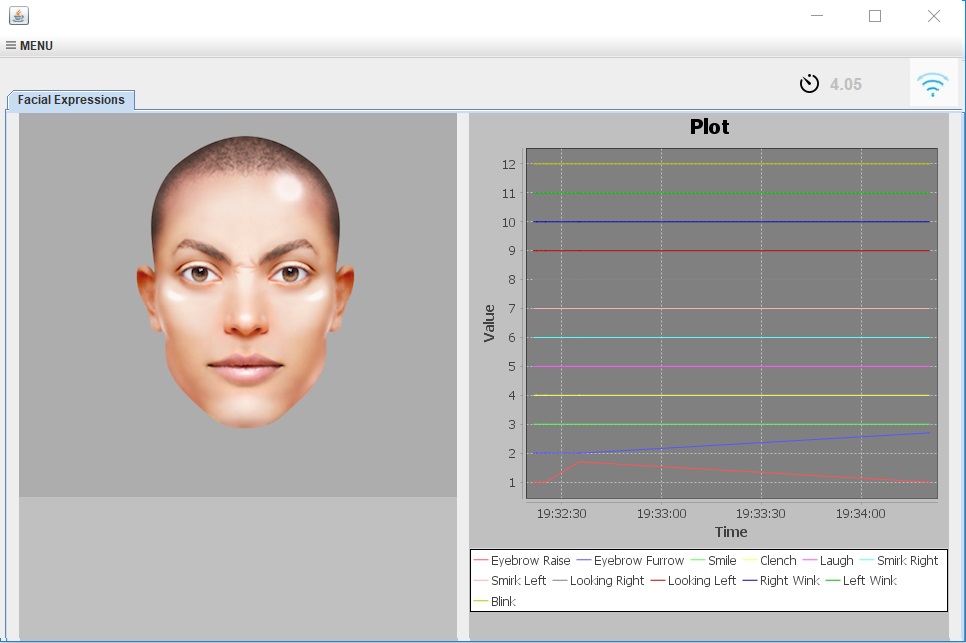 MENU
4.05
Facial Expressions
Plot
12
11
10
9
8
7
6
5
4
3
2
1
Value
19:32:30 19:33:00 19:33:30 19:34:00
Time
Eyebrow Raise Eyebrow Furrow Smile Clench Laugh Smirk Right
Smirk Left Looking Right Looking Left Right Wink Left Wink
Blink